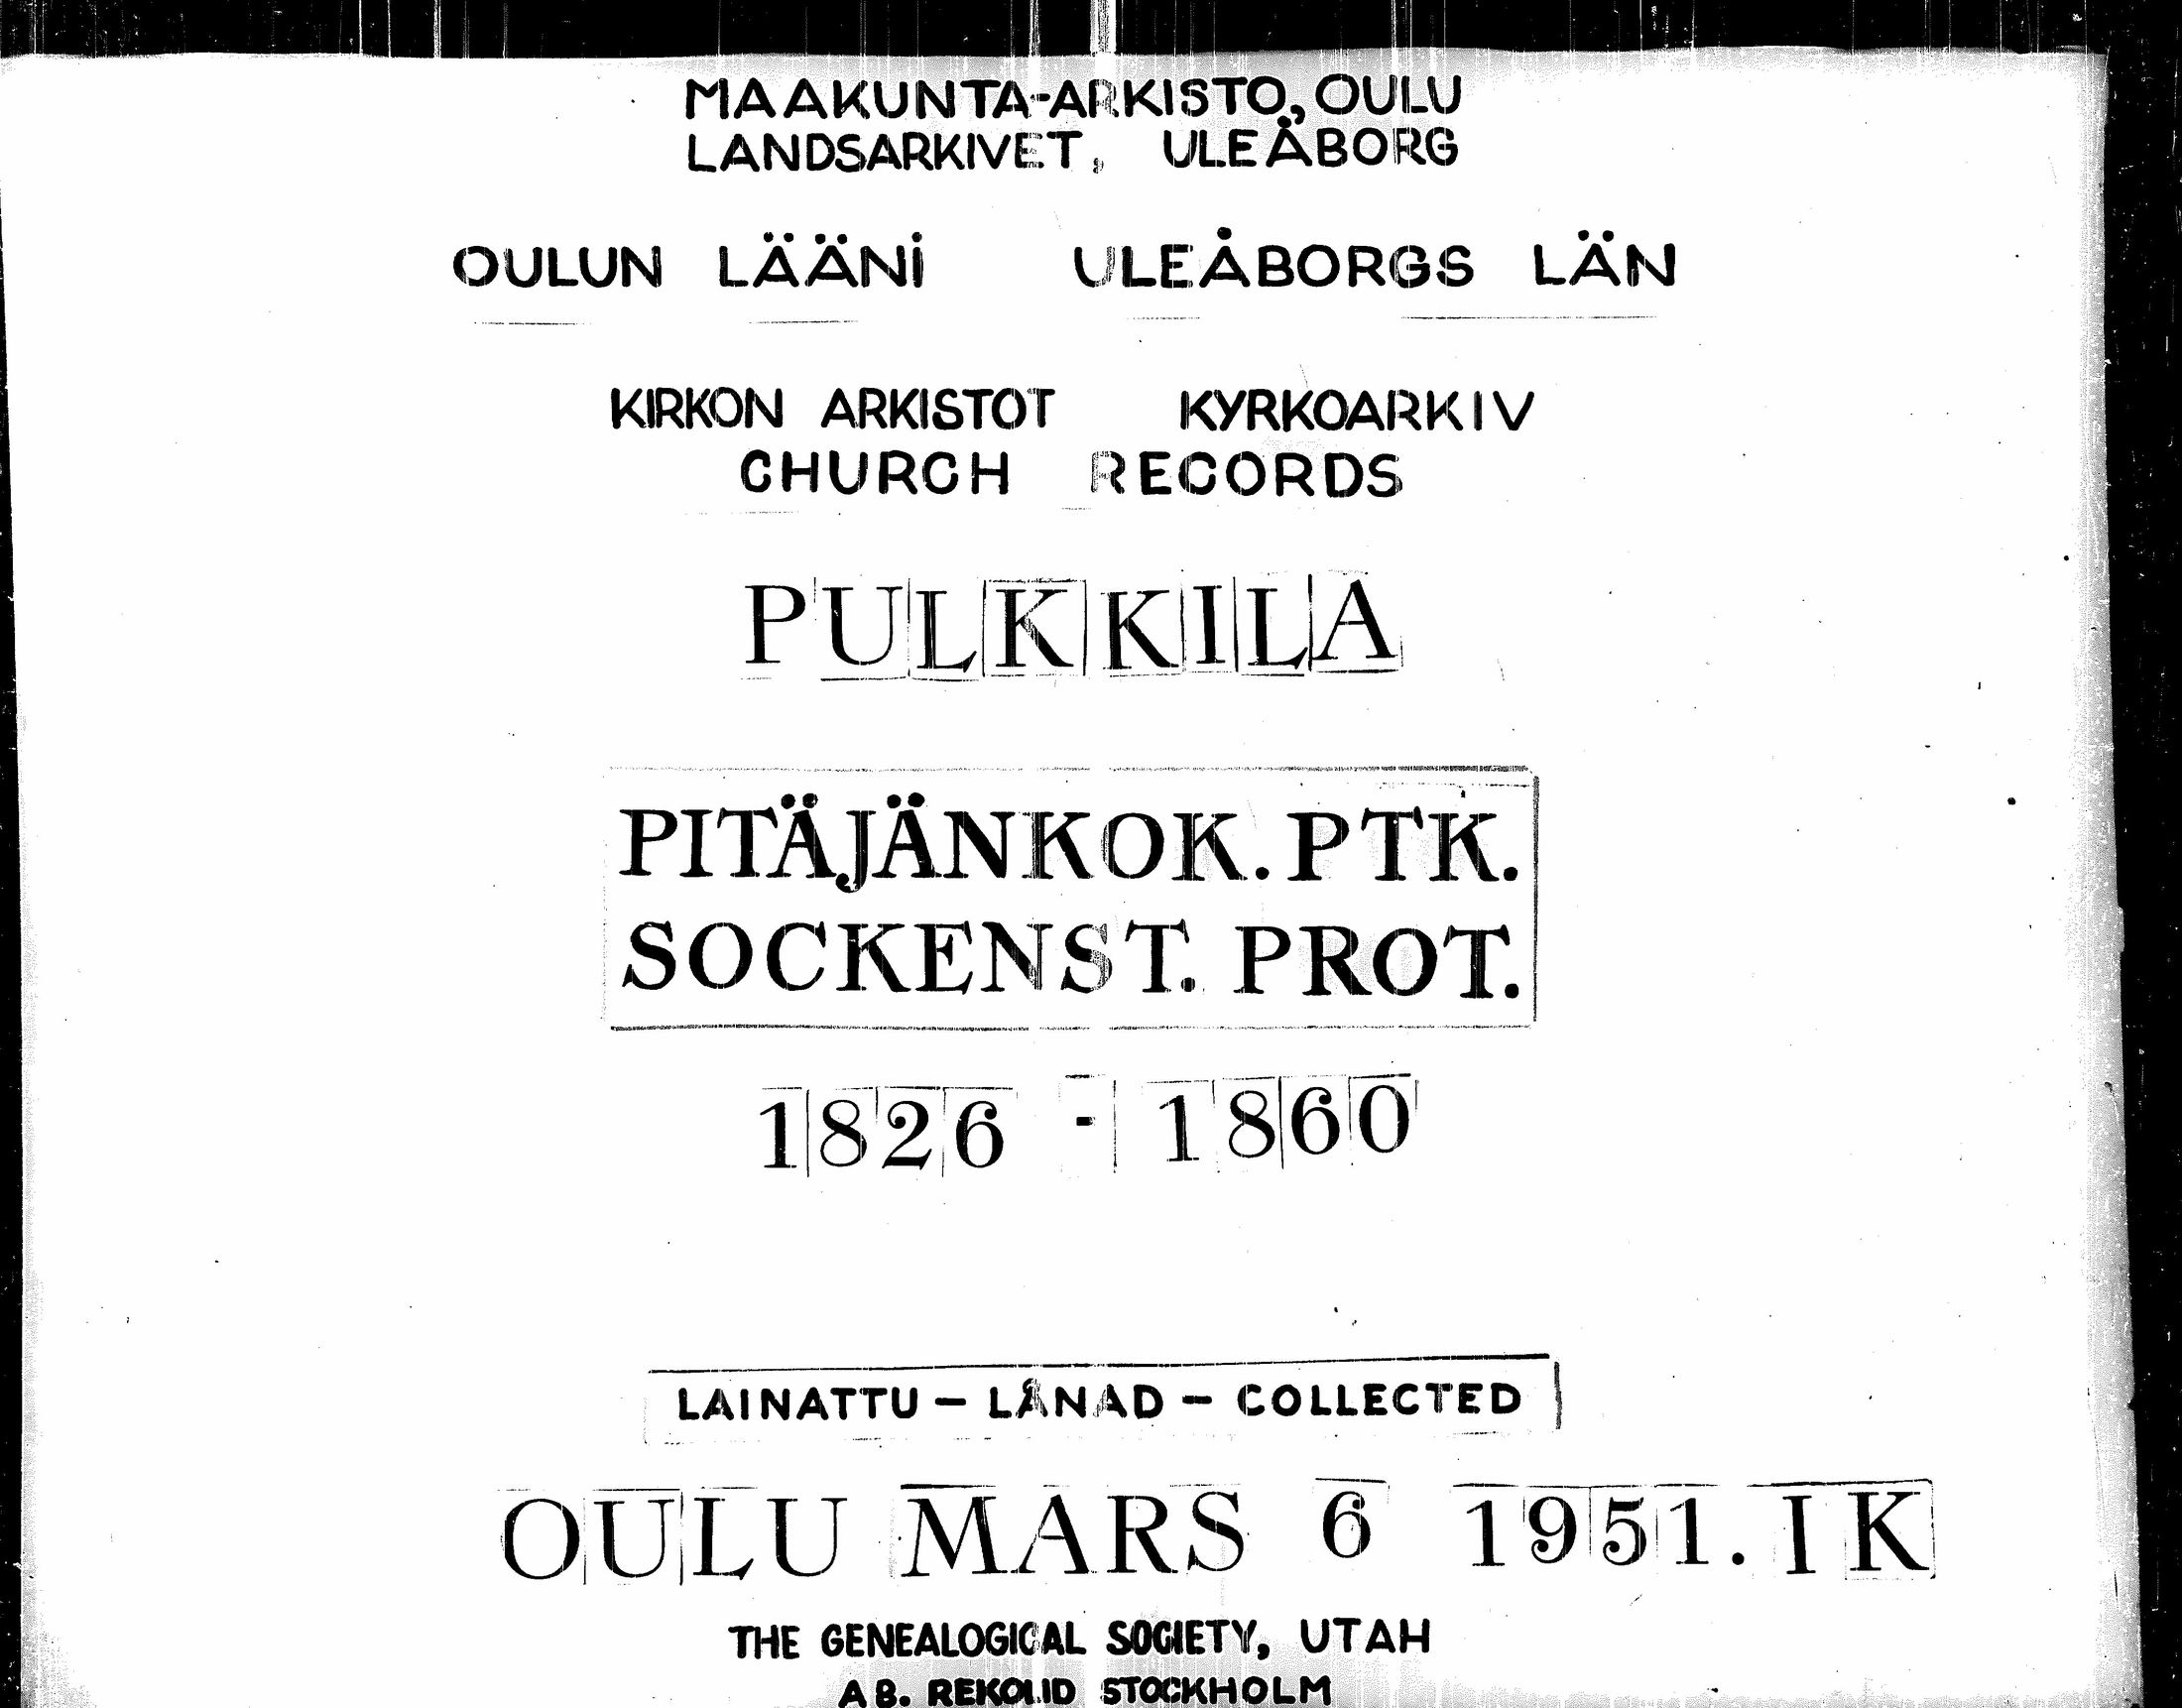 MAAKUNTA-ARKISTO, OULU
LANDSARKIVET, ULEÅBORG
OULUN LÄÄNI ULEÅBORGS LÄN
KIRKON ARKISTOT KYRKOARKIV
CHURCH RECORDS
PULKKILA
PITÄJÄNKOK. PTK.
SOCKENST. PROT.
1826 - 1860
LAINATTU – LÅNAD – COLLECTED
OULU MARS 6 1951. IK
THE GENEALOGICAL SOCIETY, UTAH
AB. REKOLID STOCKHOLM